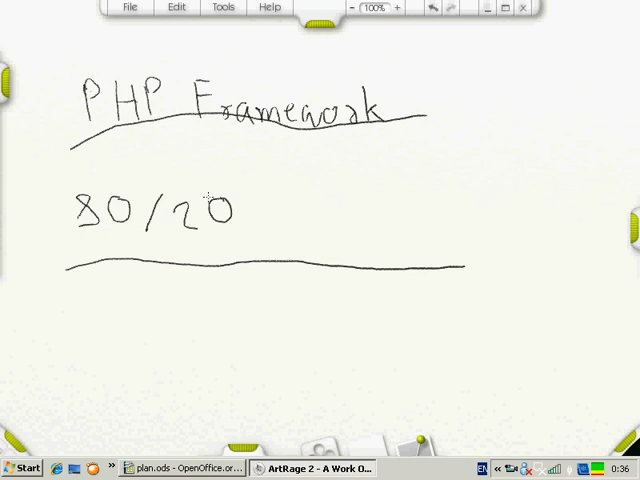 File Edit Tools Help - 100% +
PHP Framework
80/20
Start » plan.ods - OpenOffice.or... ArtRage 2 - A Work O... EN « 0:36